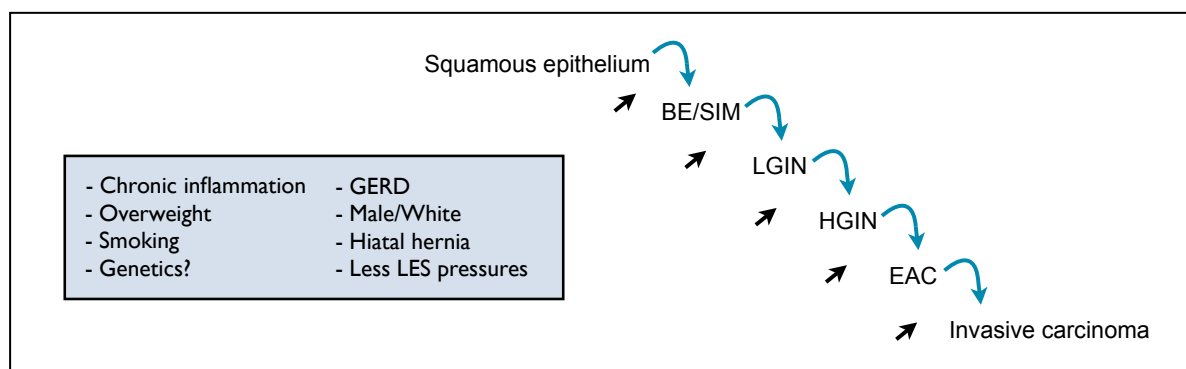 Squamous epithelium
BE/SIM
LGIN
HGIN
EAC
Invasive carcinoma
- Chronic inflammation
- Overweight
- Smoking
- Genetics?
- GERD
- Male/White
- Hiatal hernia
- Less LES pressures